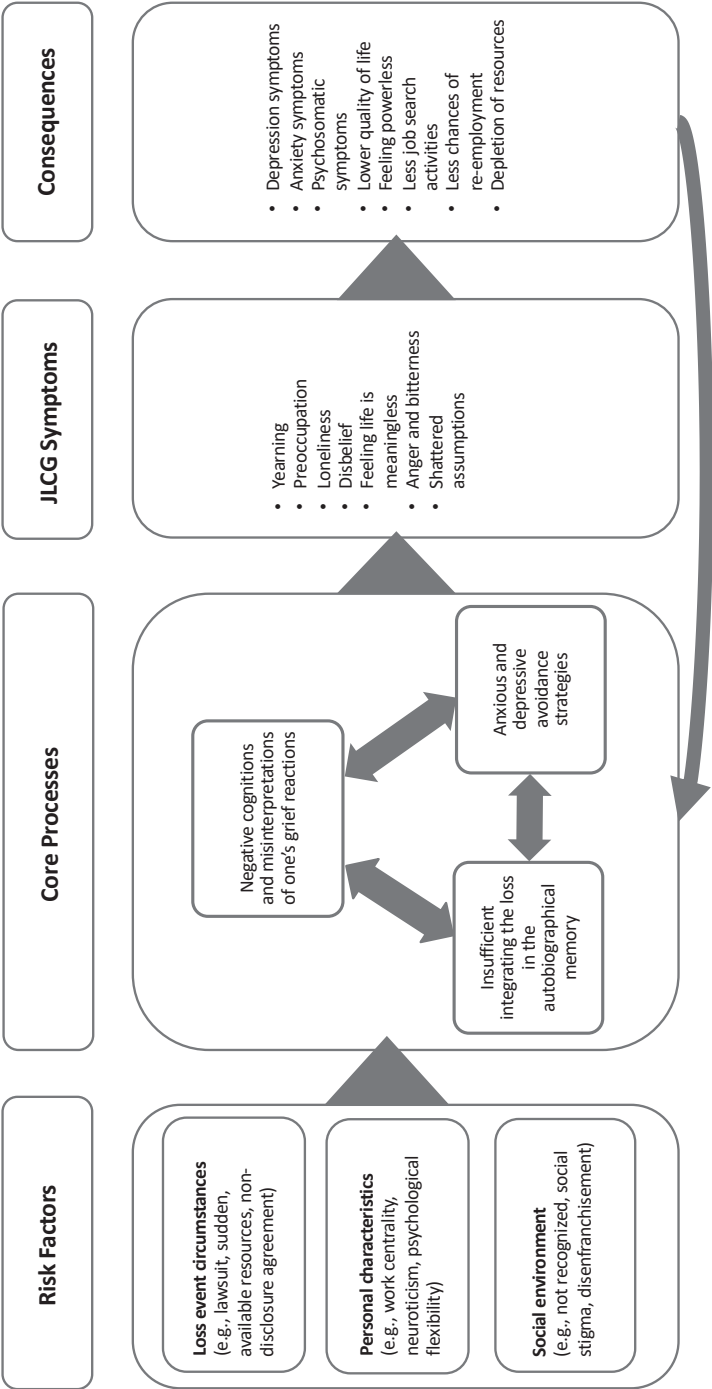 Risk Factors
Loss event circumstances
(e.g., lawsuit, sudden,
available resources, non-
disclosure agreement)
Personal characteristics
(e.g., work centrality,
neuroticism, psychological
flexibility)
Social environment
(e.g., not recognized, social
stigma, disenfranchisement)
Core Processes
Negative cognitions
and misinterpretations
of one's grief reactions
Insufficient
integrating the loss
in the
autobiographical
memory
Anxious and
depressive
avoidance
strategies
JLCG Symptoms
• Yearning
• Preoccupation
• Loneliness
• Disbelief
• Feeling life is
meaningless
• Anger and bitterness
• Shattered
assumptions
Consequences
• Depression symptoms
• Anxiety symptoms
• Psychosomatic
symptoms
• Lower quality of life
• Feeling powerless
• Less job search
activities
• Less chances of
re-employment
• Depletion of resources